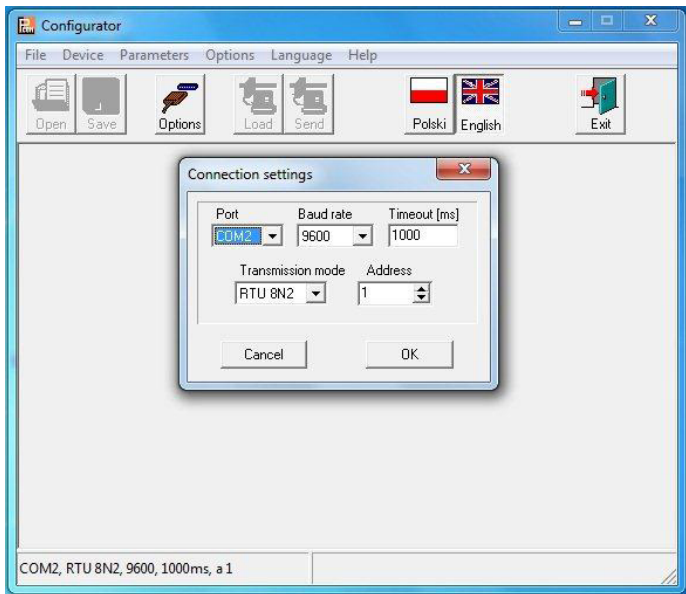 Configurator
File Device Parameters Options Language Help
Open Save Options Load Send Polski English Exit
Connection settings
Port Baud rate Timeout [ms]
COM2 9600 1000
Transmission mode Address
RTU 8N2 1
Cancel OK
COM2, RTU 8N2, 9600, 1000ms, a 1